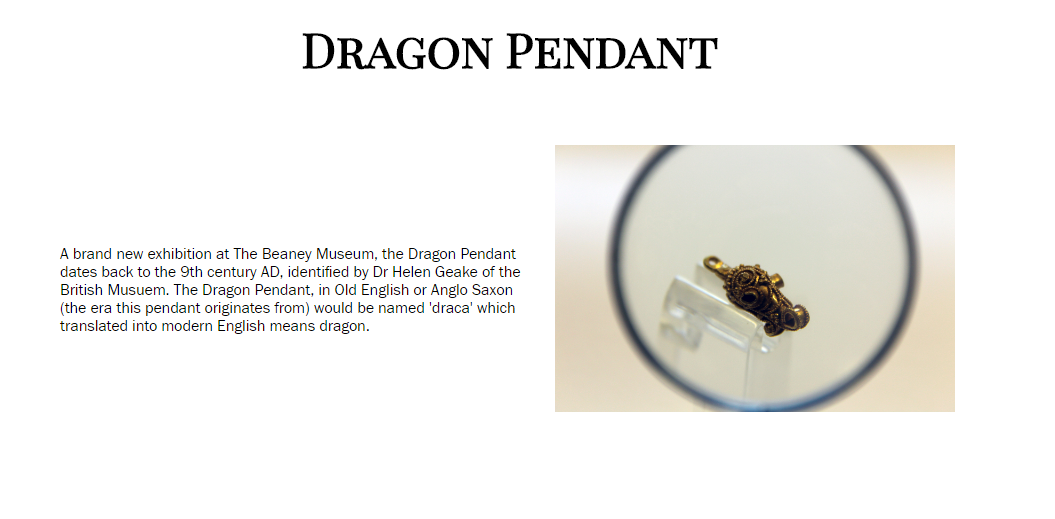 DRAGON PENDANT
A brand new exhibition at The Beaney Museum, the Dragon Pendant
dates back to the 9th century AD, identified by Dr Helen Geake of the
British Musuem. The Dragon Pendant, in Old English or Anglo Saxon
(the era this pendant originates from) would be named 'draca' which
translated into modern English means dragon.